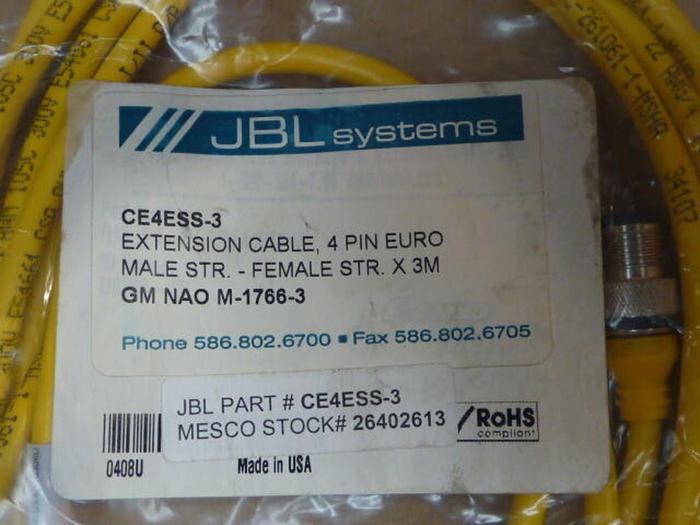 JBL systems
CE4ESS-3
EXTENSION CABLE, 4 PIN EURO
MALE STR. - FEMALE STR. X 3M
GM NAO M-1766-3
Phone 586.802.6700 ▪ Fax 586.802.6705
JBL PART # CE4ESS-3
MESCO STOCK# 26402613
RoHS
compliant
0408U
Made in USA